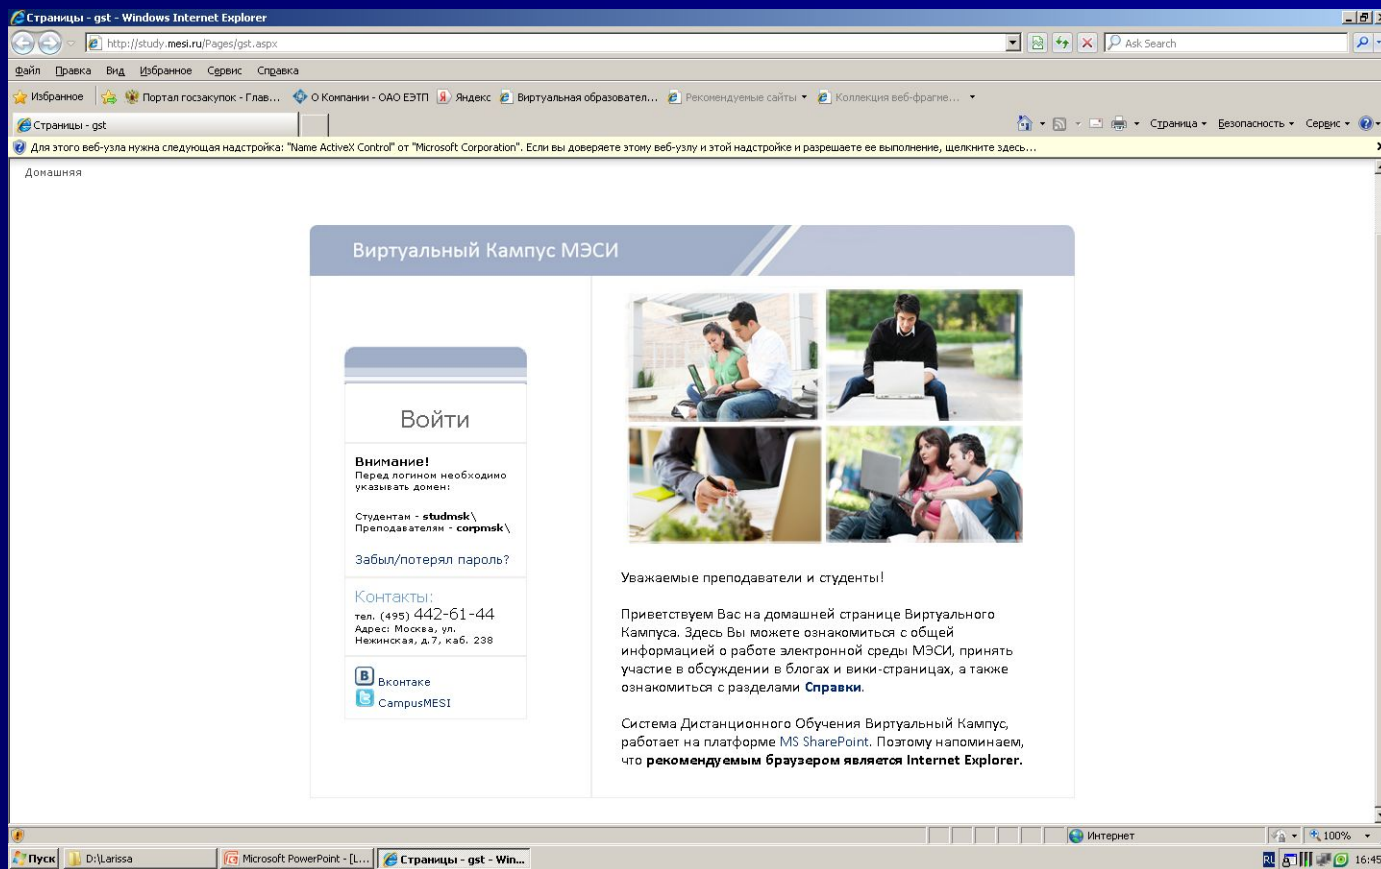 Страницы - gst - Windows Internet Explorer
http://study.mesi.ru/Pages/gst.aspx
Ask Search
Файл Правка Вид Избранное Сервис Справка
Избранное Портал госзакупок - Глав... О Компании - ОАО ЕЭТП Яндекс Виртуальная образовател... Рекомендуемые сайты Коллекция веб-фрагме...
Страницы - gst
Страница Безопасность Сервис
Для этого веб-узла нужна следующая надстройка: "Name ActiveX Control" от "Microsoft Corporation". Если вы доверяете этому веб-узлу и этой надстройке и разрешаете ее выполнение, щелкните здесь...
Домашняя
Виртуальный Кампус МЭСИ
Войти
Внимание!
Перед логином необходимо
указывать домен:
Студентам - studmsk\
Преподавателям - corpmsk\
Забыл/потерял пароль?
Контакты:
тел. (495) 442-61-44
Адрес: Москва, ул.
Нежинская, д.7, каб. 238
В Вконтаке
CampusMESI
Уважаемые преподаватели и студенты!
Приветствуем Вас на домашней странице Виртуального
Кампуса. Здесь Вы можете ознакомиться с общей
информацией о работе электронной среды МЭСИ, принять
участие в обсуждении в блогах и вики-страницах, а также
ознакомиться с разделами Справки.
Система Дистанционного Обучения Виртуальный Кампус,
работает на платформе MS SharePoint. Поэтому напоминаем,
что рекомендуемым браузером является Internet Explorer.
Интернет
100%
Пуск D:\Larissa Microsoft PowerPoint - [L... Страницы - gst - Win...
RU 16:45